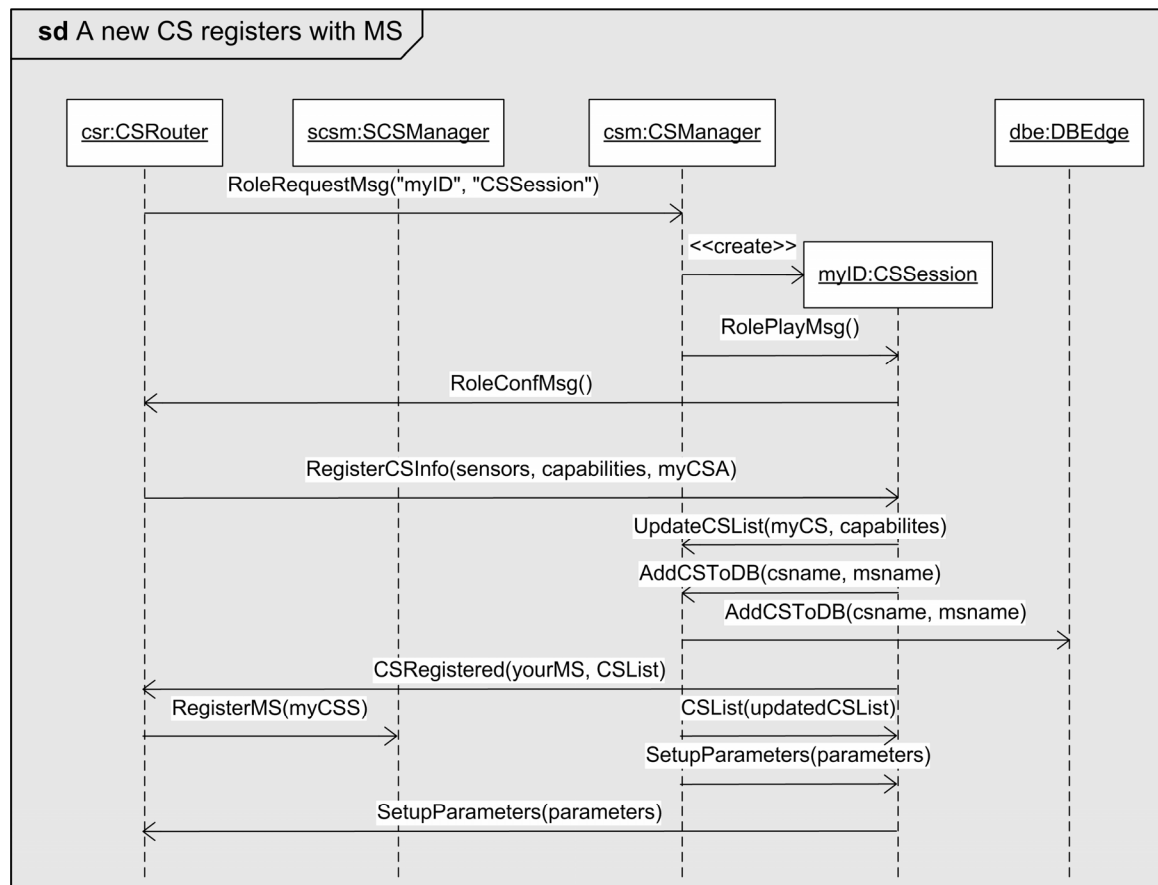 sd A new CS registers with MS
csr:CSRouter
scsm:SCSManager
csm:CSManager
dbe:DBEdge
RoleRequestMsg("myID", "CSSession")
<<create>>
myID:CSSession
RolePlayMsg()
RoleConfMsg()
RegisterCSInfo(sensors, capabilities, myCSA)
UpdateCSList(myCS, capabilites)
AddCSToDB(csname, msname)
AddCSToDB(csname, msname)
CSRegistered(yourMS, CSList)
RegisterMS(myCSS)
CSList(updatedCSList)
SetupParameters(parameters)
SetupParameters(parameters)